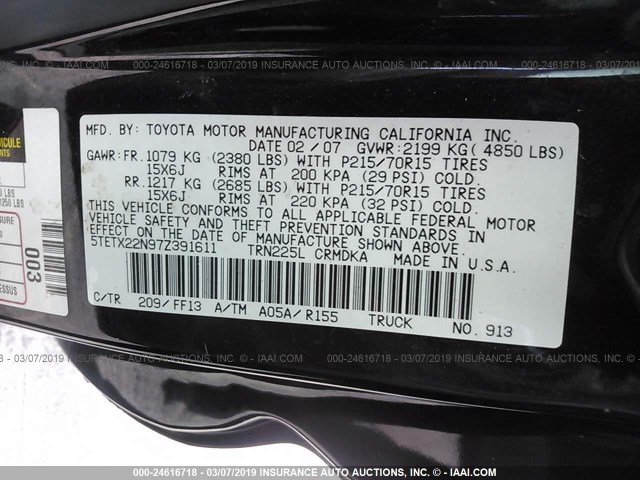 000-24616718 - 03/07/2019 INSURANCE AUTO AUCTIONS, INC. - © IAAI.COM
MFD. BY: TOYOTA MOTOR MANUFACTURING CALIFORNIA INC.
DATE 02 / 07 GVWR: 2199 KG( 4850 LBS)
GAWR: FR. 1079 KG (2380 LBS) WITH P215/70R15 TIRES
15X6J RIMS AT 200 KPA (29 PSI) COLD.
RR. 1217 KG (2685 LBS) WITH P215/70R15 TIRES
15X6J RIMS AT 220 KPA (32 PSI) COLD.
THIS VEHICLE CONFORMS TO ALL APPLICABLE FEDERAL MOTOR
VEHICLE SAFETY AND THEFT PREVENTION STANDARDS IN
EFFECT ON THE DATE OF MANUFACTURE SHOWN ABOVE.
5TETX22N97Z391611 TRN225L CRMDKA MADE IN U.S.A.
C/TR 209/FF13 A/TM A05A/R155 TRUCK NO. 913
003
000-24616718 - 03/07/2019 INSURANCE AUTO AUCTIONS, INC. - © IAAI.COM
000-24616718 - 03/07/2019 INSURANCE AUTO AUCTIONS, INC. - © IAAI.COM